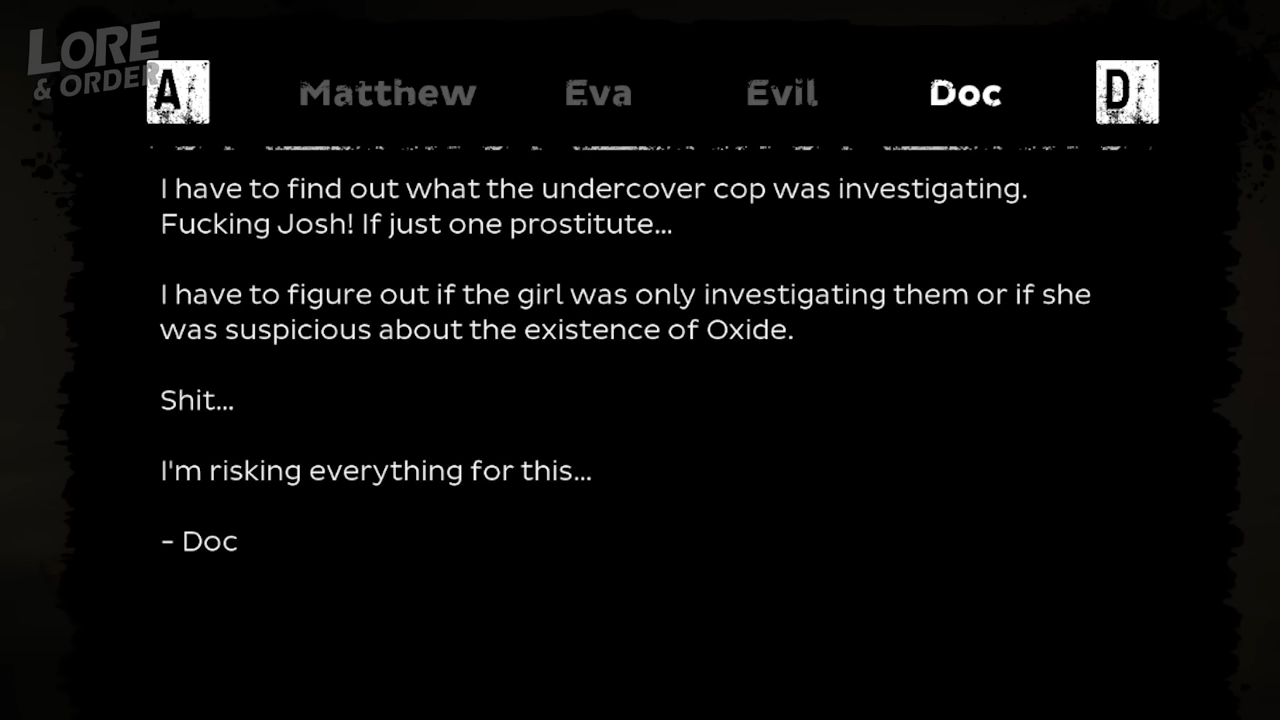 LORE
& ORDER
A Matthew Eva Evil Doc D
I have to find out what the undercover cop was investigating.
Fucking Josh! If just one prostitute...
I have to figure out if the girl was only investigating them or if she
was suspicious about the existence of Oxide.
Shit...
I'm risking everything for this...
- Doc